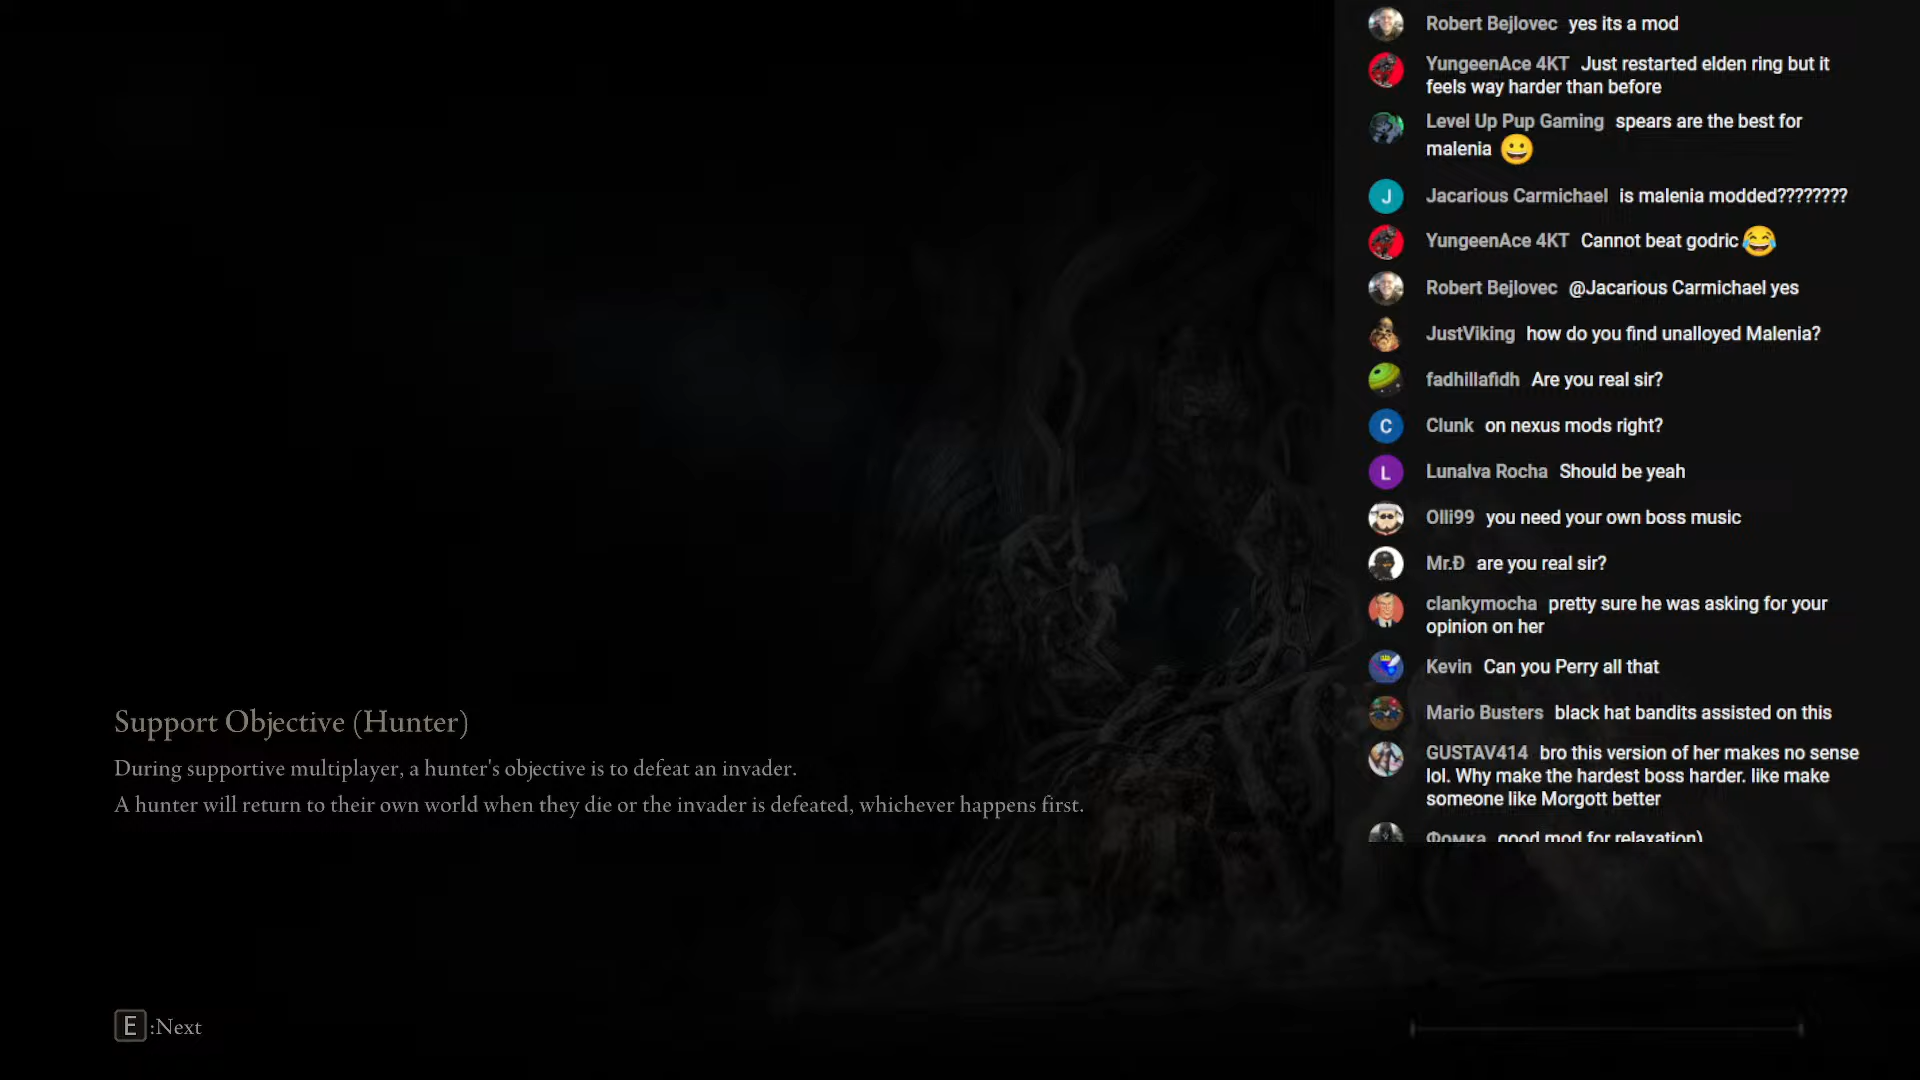 Robert Bejlovec yes its a mod
YungeenAce 4KT Just restarted elden ring but it
feels way harder than before
Level Up Pup Gaming spears are the best for
malenia 😀
J
Jacarious Carmichael is malenia modded????????
YungeenAce 4KT Cannot beat godric 😂
Robert Bejlovec @Jacarious Carmichael yes
JustViking how do you find unalloyed Malenia?
fadhillafidh Are you real sir?
C
Clunk on nexus mods right?
L
Lunalva Rocha Should be yeah
Olli99 you need your own boss music
Mr.Đ are you real sir?
clankymocha pretty sure he was asking for your
opinion on her
Kevin Can you Perry all that
Mario Busters black hat bandits assisted on this
GUSTAV414 bro this version of her makes no sense
lol. Why make the hardest boss harder. like make
someone like Morgott better
Фомка good mod for relaxation)
Support Objective (Hunter)
During supportive multiplayer, a hunter's objective is to defeat an invader.
A hunter will return to their own world when they die or the invader is defeated, whichever happens first.
E :Next